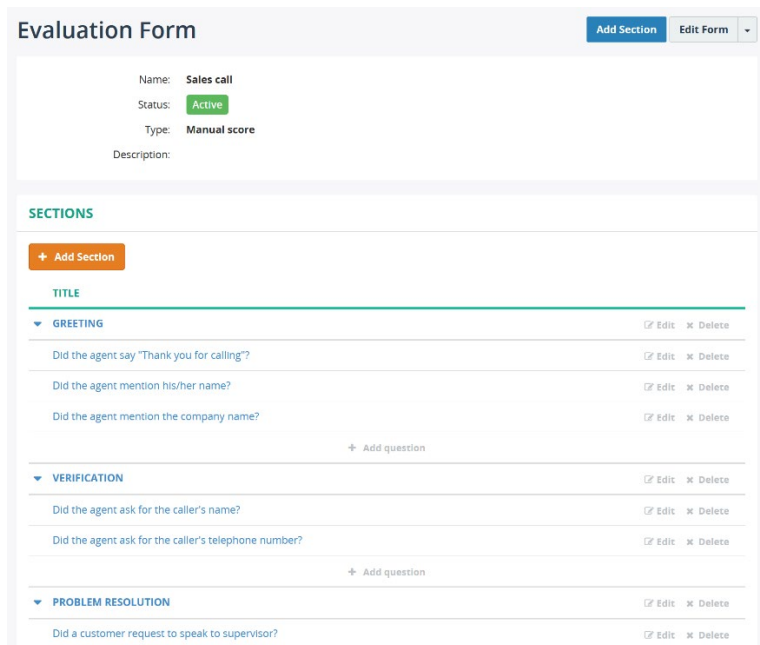 Evaluation Form
Add Section Edit Form
Name: Sales call
Status: Active
Type: Manual score
Description:
SECTIONS
+ Add Section
TITLE
GREETING Edit × Delete
Did the agent say "Thank you for calling"? Edit × Delete
Did the agent mention his/her name? Edit × Delete
Did the agent mention the company name? Edit × Delete
+ Add question
VERIFICATION Edit × Delete
Did the agent ask for the caller's name? Edit × Delete
Did the agent ask for the caller's telephone number? Edit × Delete
+ Add question
PROBLEM RESOLUTION Edit × Delete
Did a customer request to speak to supervisor? Edit × Delete